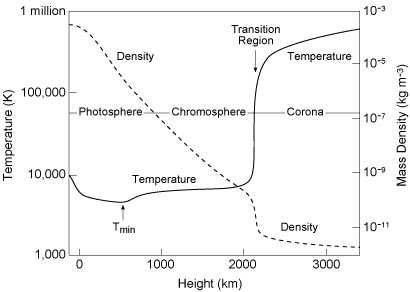 1 million
100,000
10,000
1,000
Temperature (K)
10⁻³
10⁻⁵
10⁻⁷
10⁻⁹
10⁻¹¹
Mass Density (kg m⁻³)
Density
Transition
Region
Temperature
Photosphere
Chromosphere
Corona
Temperature
Tmin
Density
0
1000
2000
3000
Height (km)